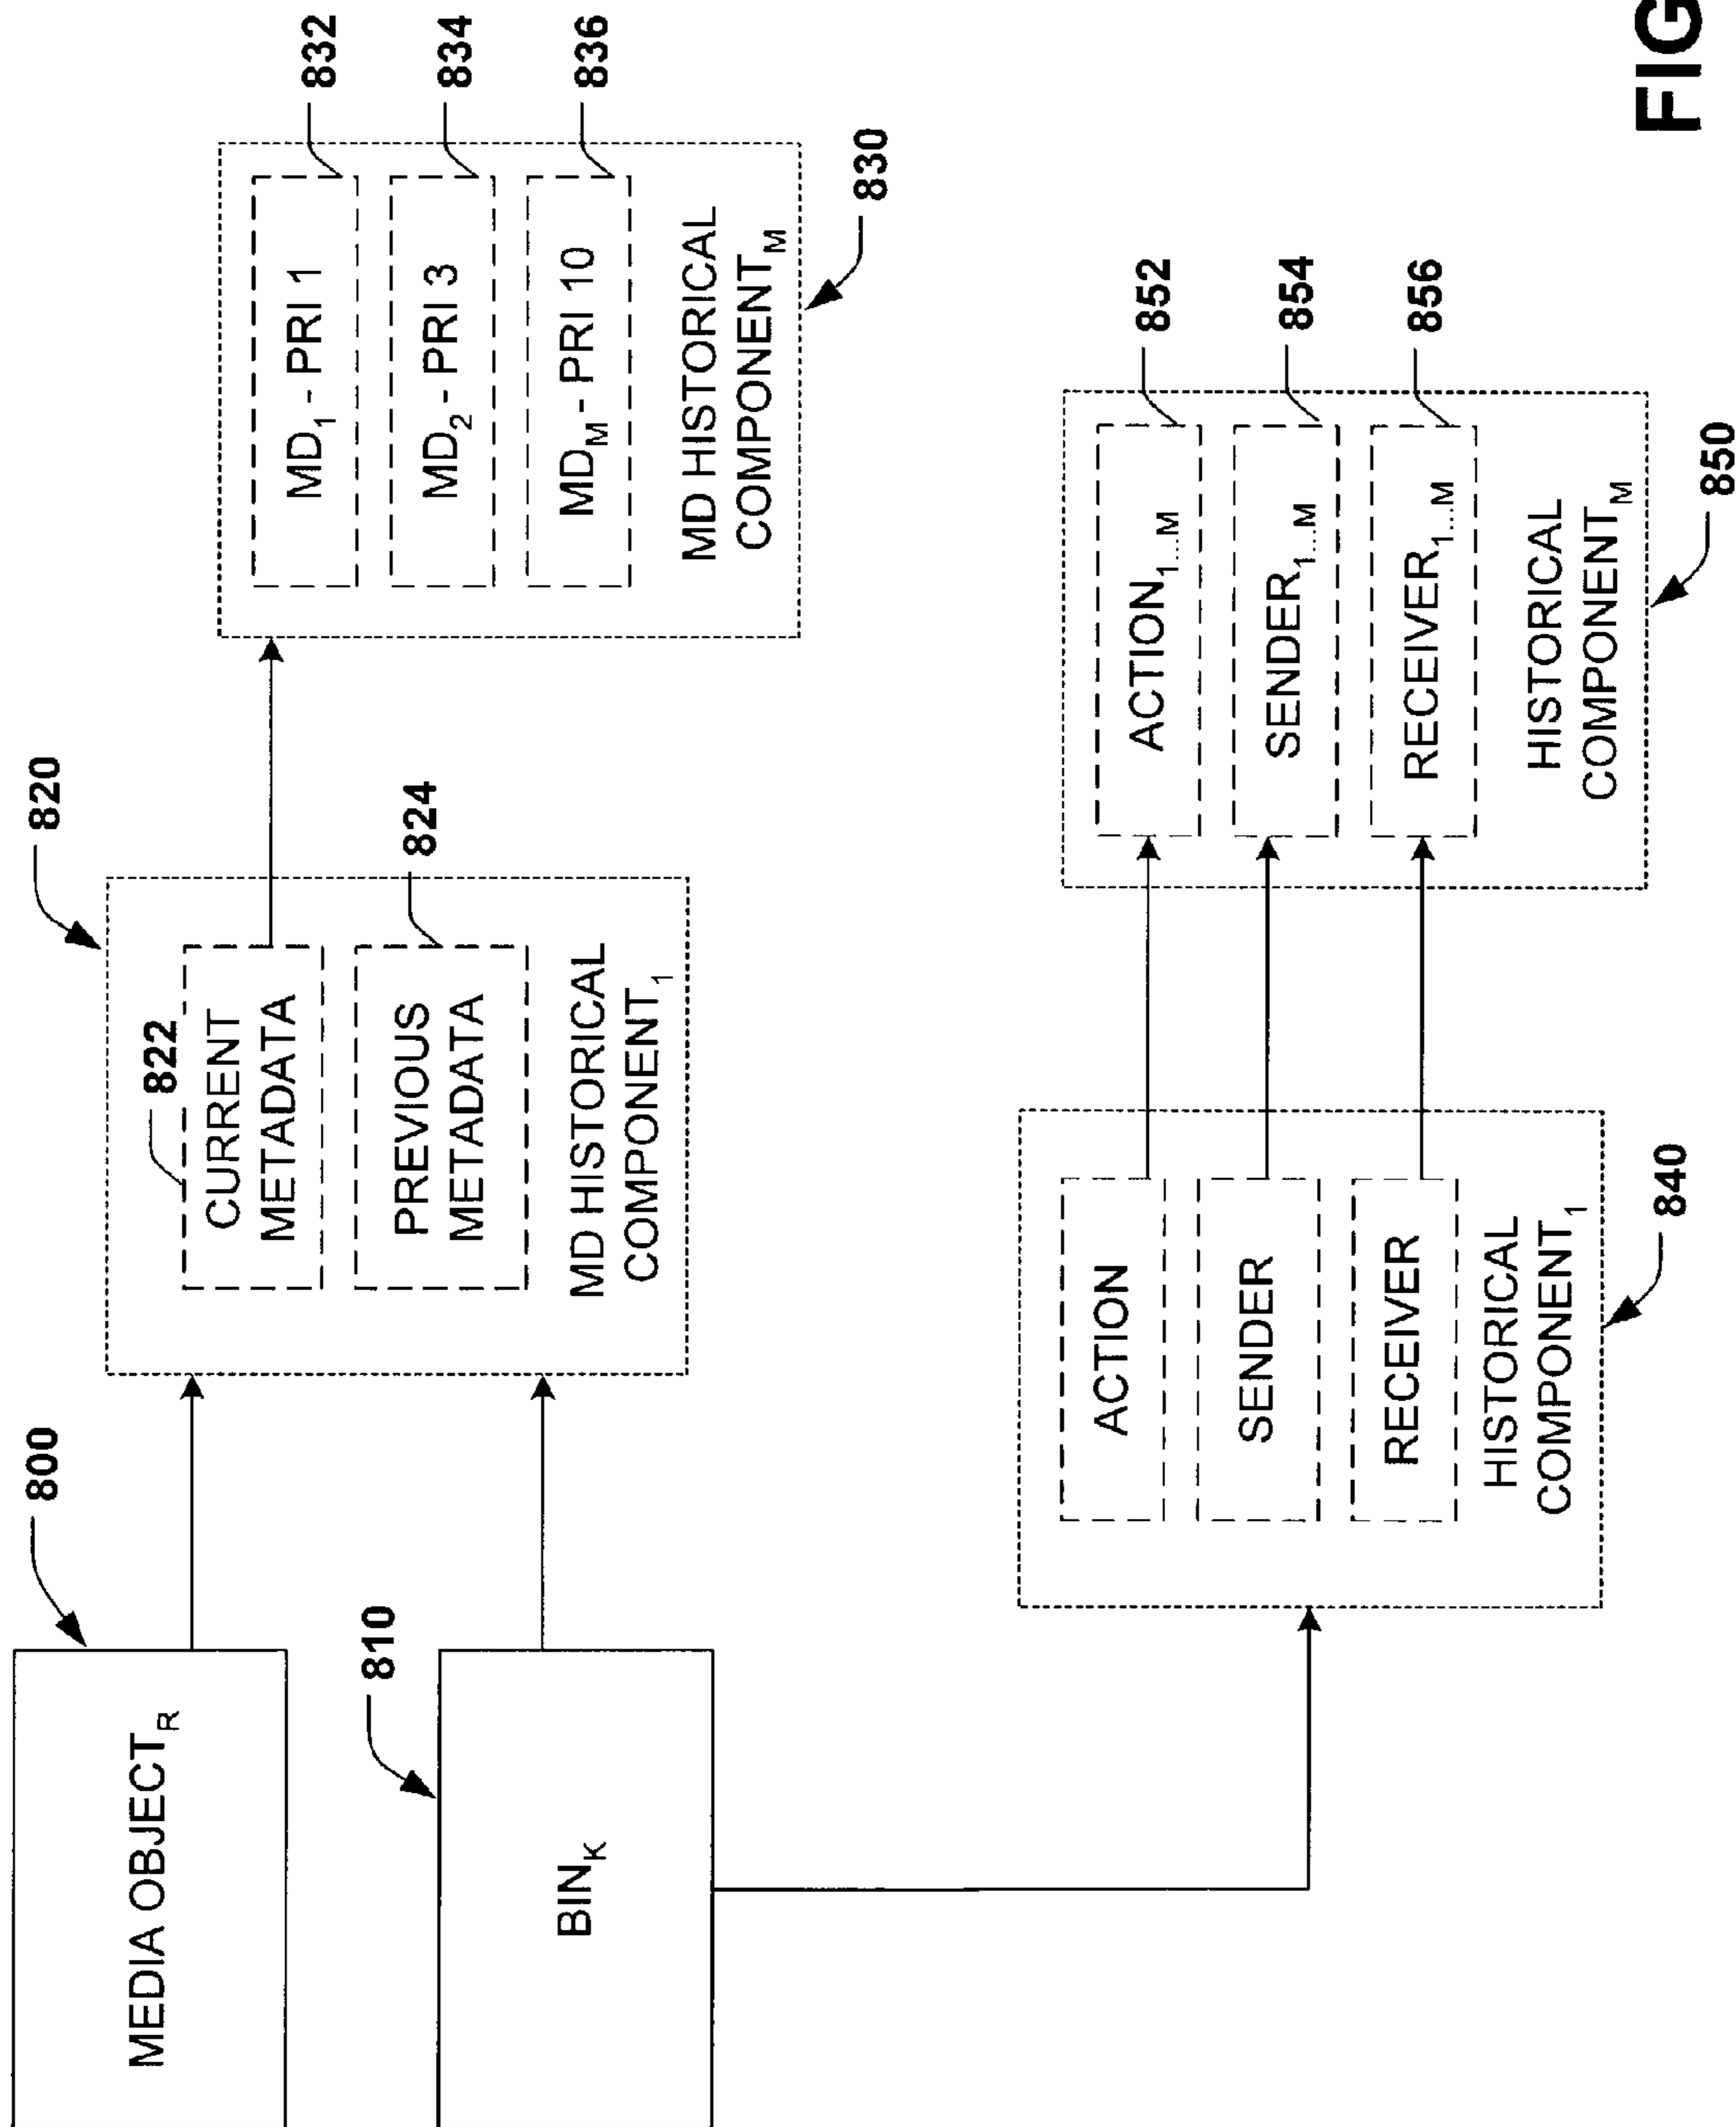 800
MEDIA OBJECT_R
810
BIN_K
820
822
CURRENT
METADATA
824
PREVIOUS
METADATA
MD HISTORICAL
COMPONENT_1
MD_1 - PRI 1
832
MD_2 - PRI 3
834
MD_M - PRI 10
836
MD HISTORICAL
COMPONENT_M
830
ACTION
SENDER
RECEIVER
HISTORICAL
COMPONENT_1
840
ACTION_1...M
852
SENDER_1...M
854
RECEIVER_1...M
856
HISTORICAL
COMPONENT_M
850
FIG